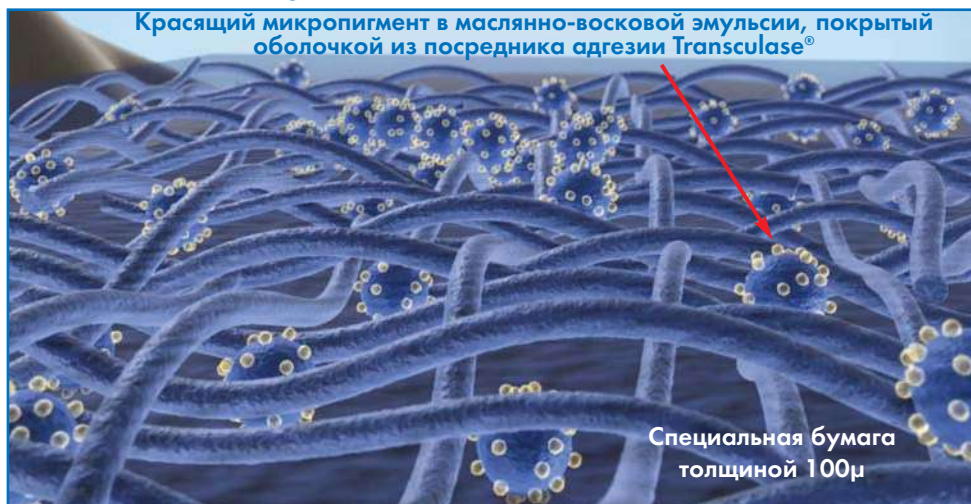 Красящий микропигмент в маслянно-восковой эмульсии, покрытый
оболочкой из посредника адгезии Transculase®
Специальная бумага
толщиной 100μ